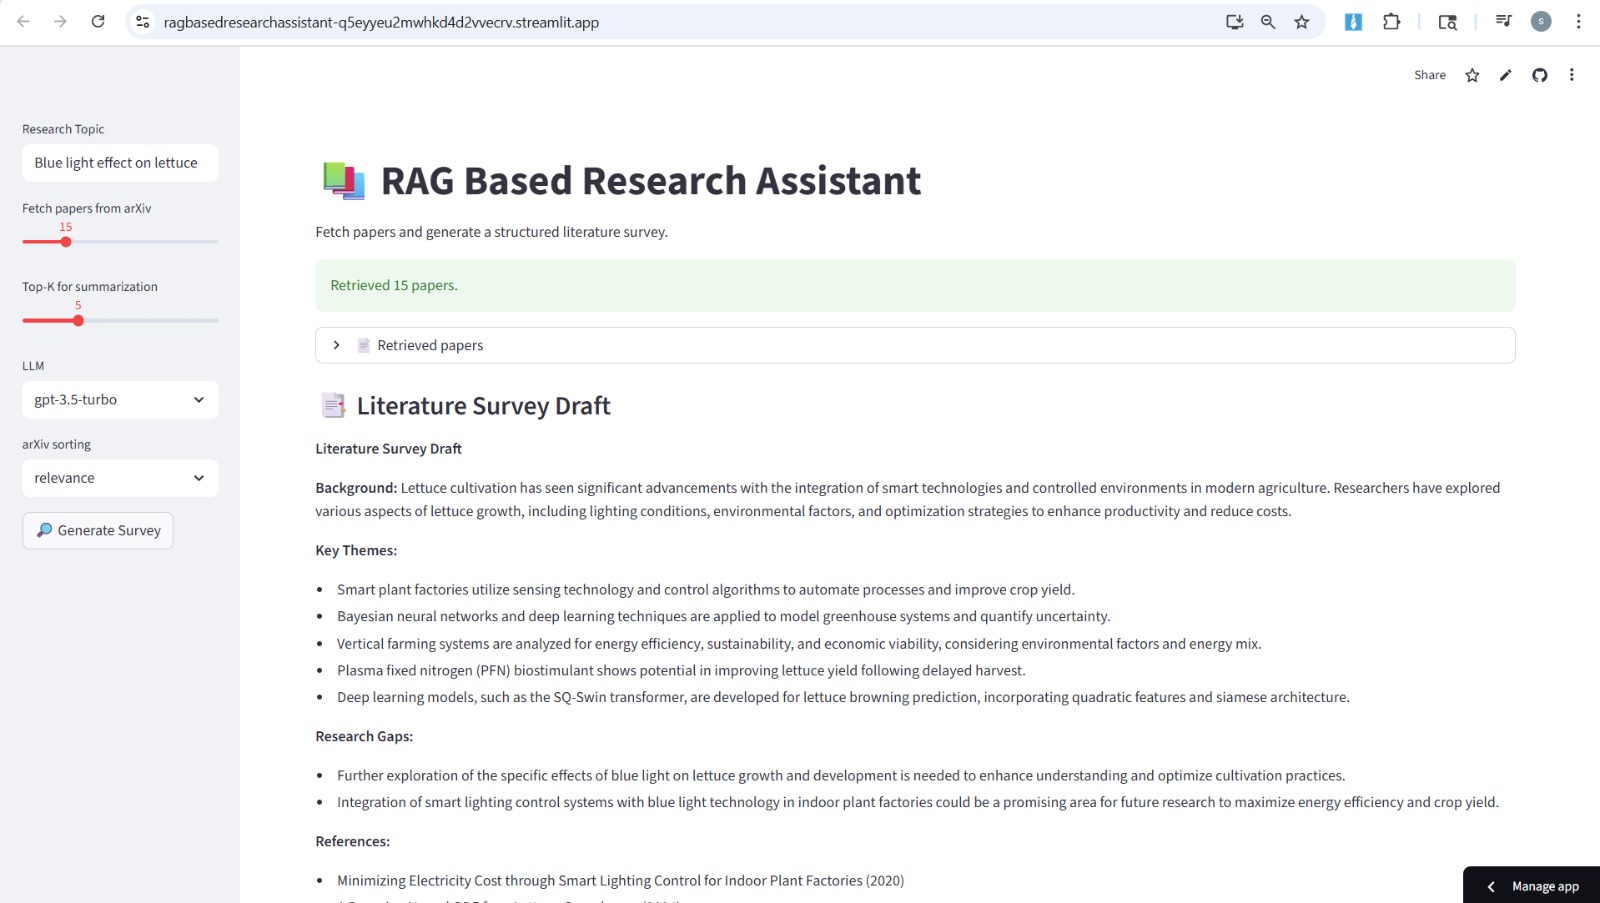 ragbasedresearchassistant-q5eyyeu2mwhkd4d2vvecrv.streamlit.app
s
Share
Research Topic
Blue light effect on lettuce
Fetch papers from arXiv
15
Top-K for summarization
5
LLM
gpt-3.5-turbo
arXiv sorting
relevance
Generate Survey
RAG Based Research Assistant
Fetch papers and generate a structured literature survey.
Retrieved 15 papers.
Retrieved papers
Literature Survey Draft
Literature Survey Draft
Background: Lettuce cultivation has seen significant advancements with the integration of smart technologies and controlled environments in modern agriculture. Researchers have explored
various aspects of lettuce growth, including lighting conditions, environmental factors, and optimization strategies to enhance productivity and reduce costs.
Key Themes:
• Smart plant factories utilize sensing technology and control algorithms to automate processes and improve crop yield.
• Bayesian neural networks and deep learning techniques are applied to model greenhouse systems and quantify uncertainty.
• Vertical farming systems are analyzed for energy efficiency, sustainability, and economic viability, considering environmental factors and energy mix.
• Plasma fixed nitrogen (PFN) biostimulant shows potential in improving lettuce yield following delayed harvest.
• Deep learning models, such as the SQ-Swin transformer, are developed for lettuce browning prediction, incorporating quadratic features and siamese architecture.
Research Gaps:
• Further exploration of the specific effects of blue light on lettuce growth and development is needed to enhance understanding and optimize cultivation practices.
• Integration of smart lighting control systems with blue light technology in indoor plant factories could be a promising area for future research to maximize energy efficiency and crop yield.
References:
• Minimizing Electricity Cost through Smart Lighting Control for Indoor Plant Factories (2020)
Manage app